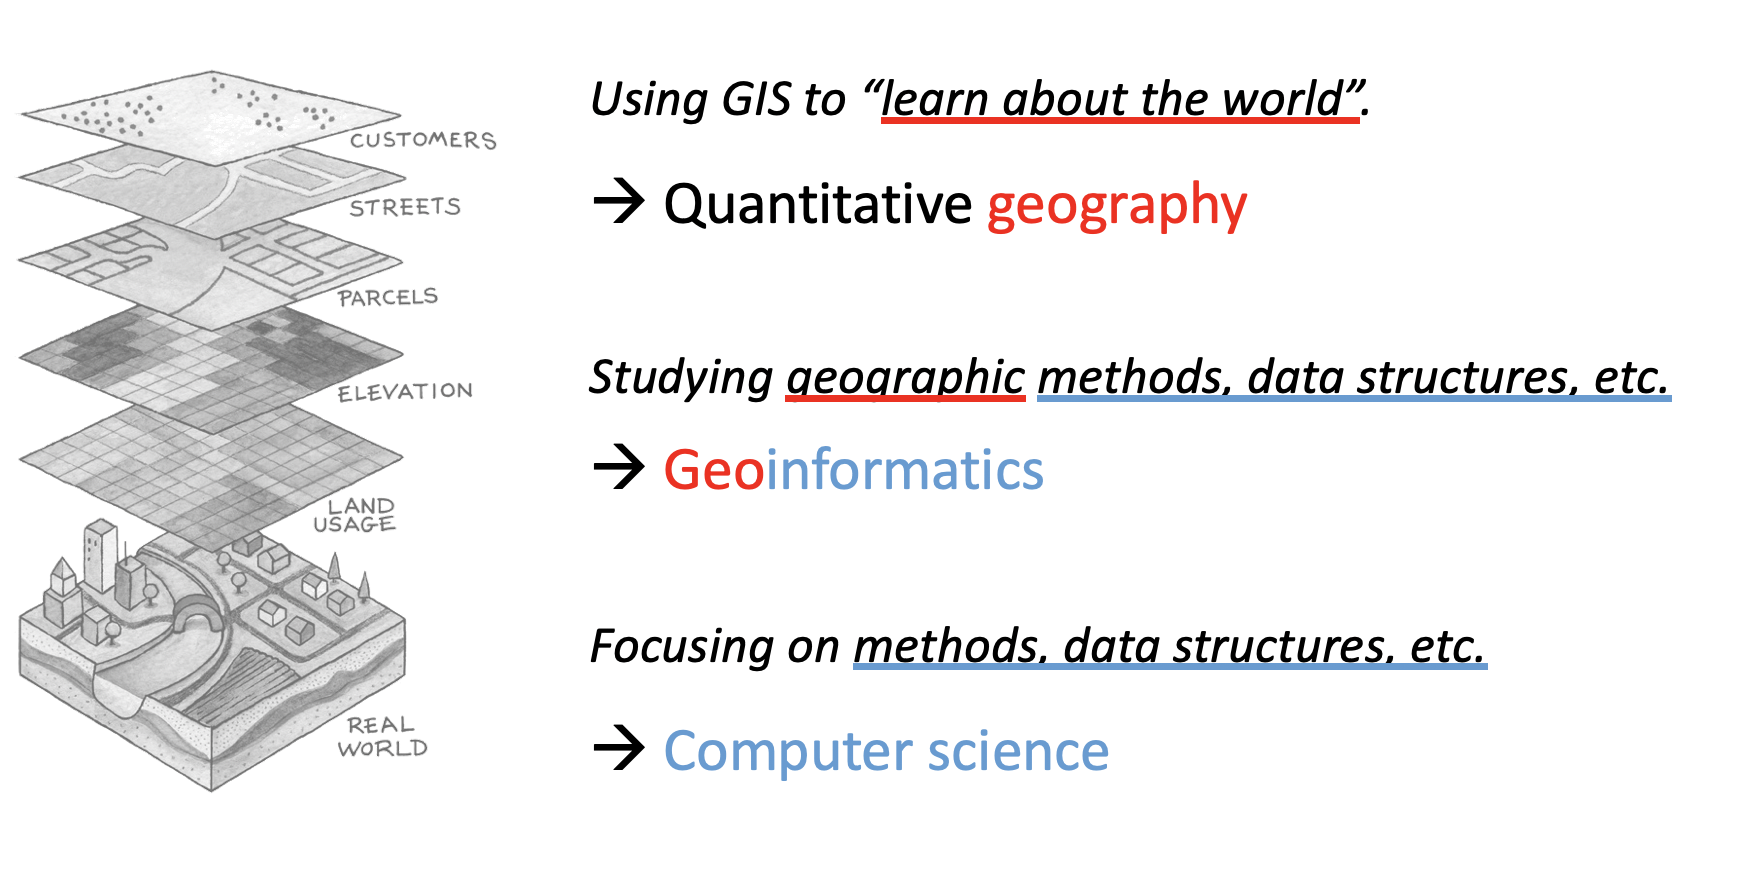 CUSTOMERS
STREETS
PARCELS
ELEVATION
LAND
USAGE
REAL
WORLD
Using GIS to “learn about the world”.
→ Quantitative geography
Studying geographic methods, data structures, etc.
→ Geoinformatics
Focusing on methods, data structures, etc.
→ Computer science